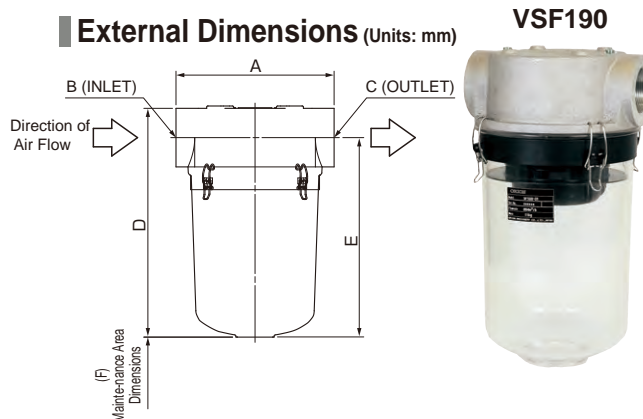 External Dimensions (Units: mm)
VSF190
A
B (INLET)
C (OUTLET)
Direction of
Air Flow
D
E
(F)
Mainte-nance Area
Dimensions